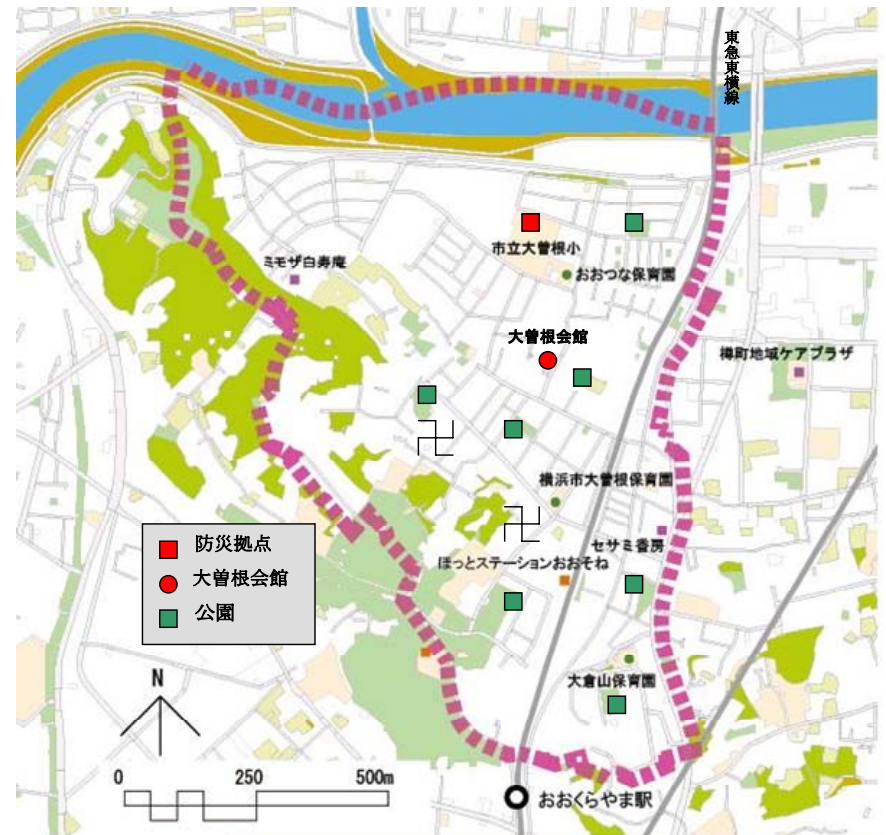 東急東横線
市立大曽根小
おおつな保育園
ミモザ白寿庵
大曽根会館
樽町地域ケアプラザ
横浜市大曽根保育園
セサミ香房
ほっとステーションおおそね
防災拠点
大曽根会館
公園
大倉山保育園
N
0 250 500m
おおくらやま駅